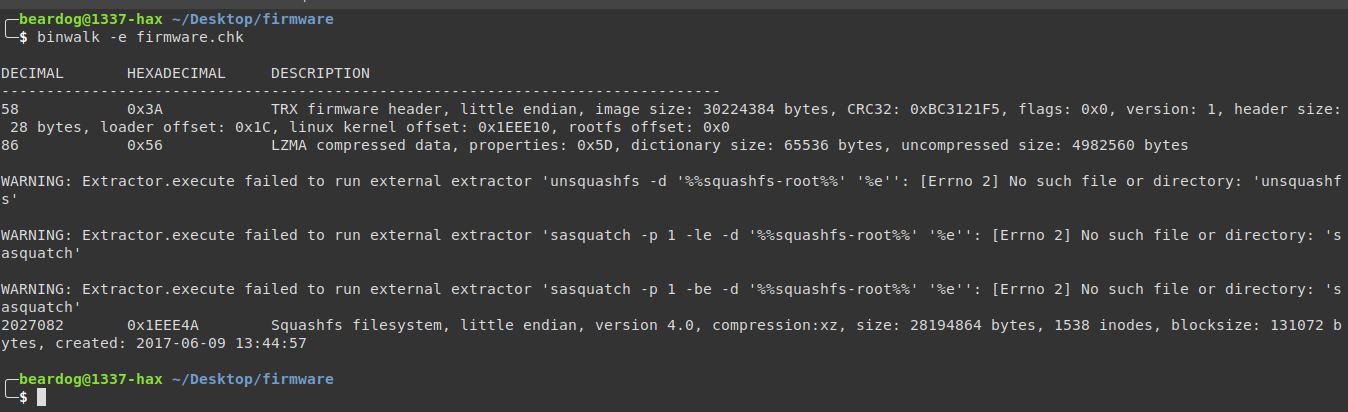 beardog@1337-hax ~/Desktop/firmware
$ binwalk -e firmware.chk
DECIMAL       HEXADECIMAL     DESCRIPTION
--------------------------------------------------------------------------------
58            0x3A            TRX firmware header, little endian, image size: 30224384 bytes, CRC32: 0xBC3121F5, flags: 0x0, version: 1, header size:
 28 bytes, loader offset: 0x1C, linux kernel offset: 0x1EEE10, rootfs offset: 0x0
86            0x56            LZMA compressed data, properties: 0x5D, dictionary size: 65536 bytes, uncompressed size: 4982560 bytes
WARNING: Extractor.execute failed to run external extractor 'unsquashfs -d '%%squashfs-root%%' '%e'': [Errno 2] No such file or directory: 'unsquashf
s'
WARNING: Extractor.execute failed to run external extractor 'sasquatch -p 1 -le -d '%%squashfs-root%%' '%e'': [Errno 2] No such file or directory: 's
asquatch'
WARNING: Extractor.execute failed to run external extractor 'sasquatch -p 1 -be -d '%%squashfs-root%%' '%e'': [Errno 2] No such file or directory: 's
asquatch'
2027082       0x1EEE4A        Squashfs filesystem, little endian, version 4.0, compression:xz, size: 28194864 bytes, 1538 inodes, blocksize: 131072 b
ytes, created: 2017-06-09 13:44:57
beardog@1337-hax ~/Desktop/firmware
$